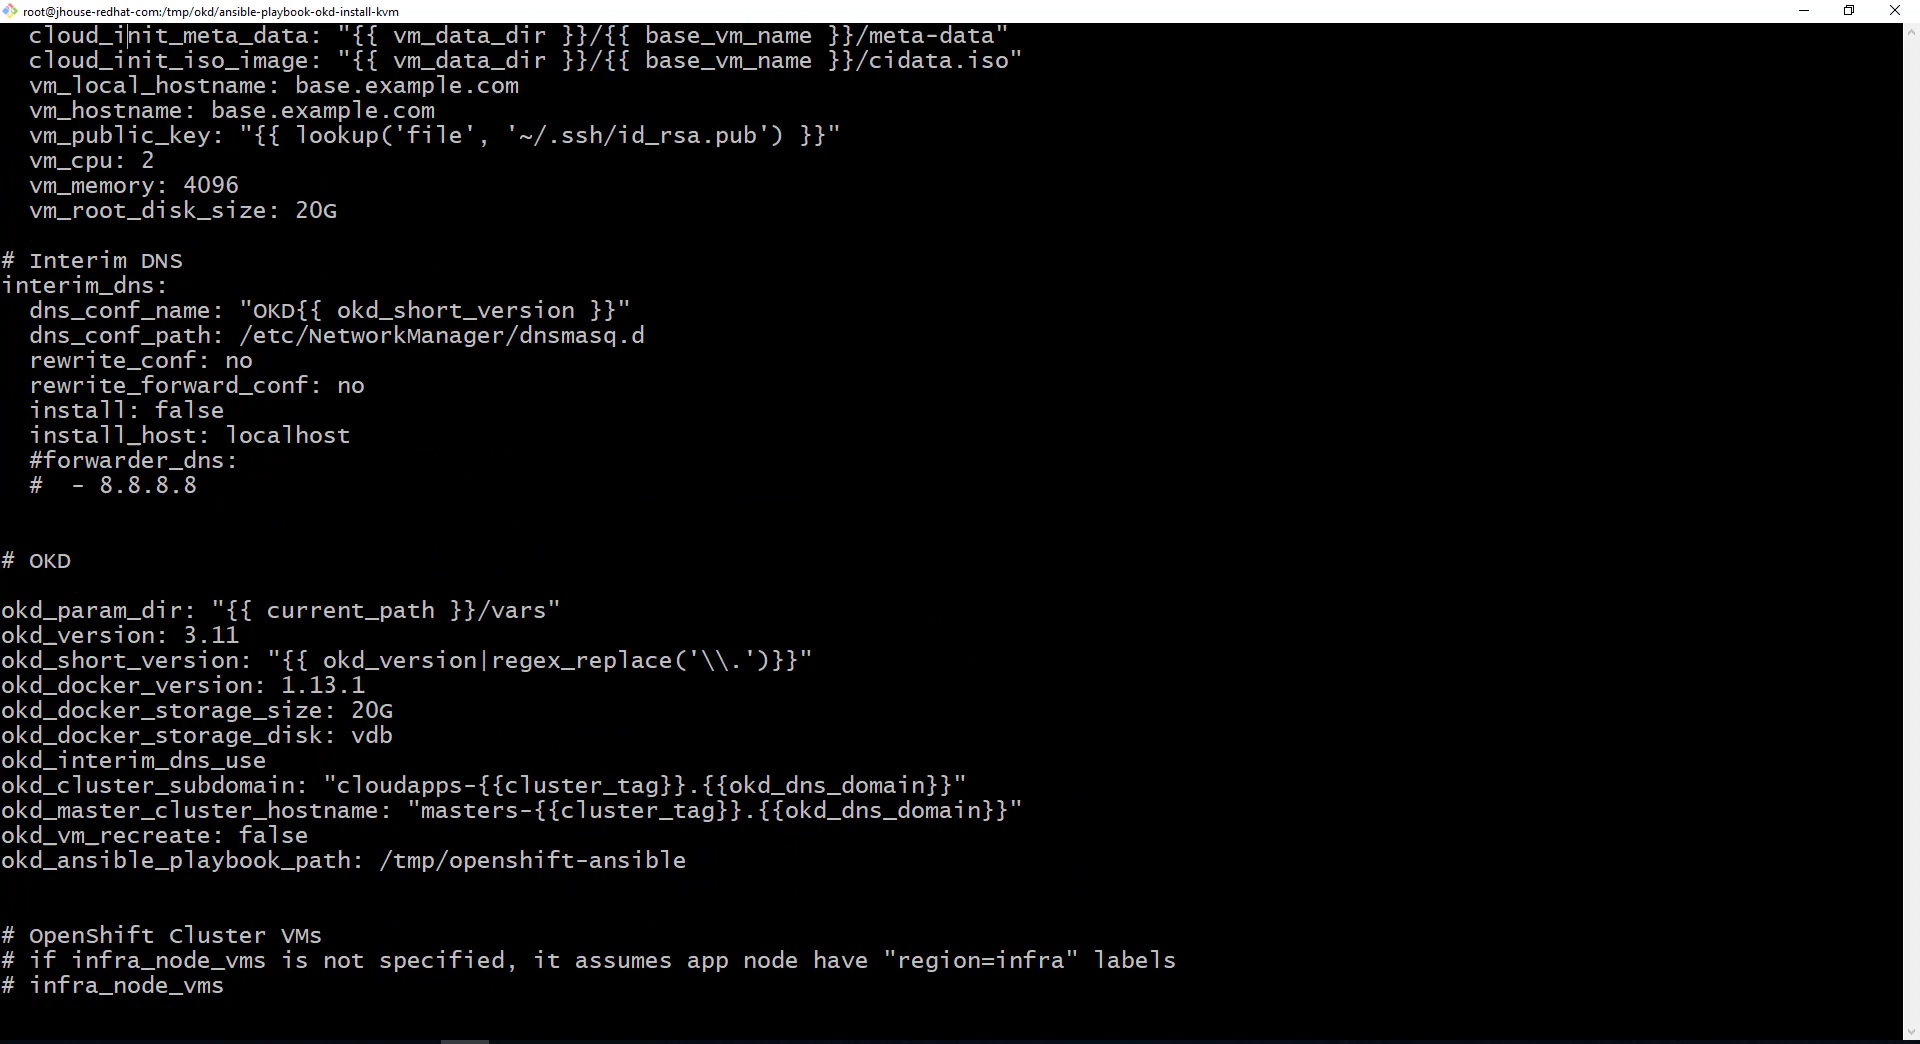 root@jhouse-redhat-com:/tmp/okd/ansible-playbook-okd-install-kvm
cloud_init_meta_data: "{{ vm_data_dir }}/{{ base_vm_name }}/meta-data"
cloud_init_iso_image: "{{ vm_data_dir }}/{{ base_vm_name }}/cidata.iso"
vm_local_hostname: base.example.com
vm_hostname: base.example.com
vm_public_key: "{{ lookup('file', '~/.ssh/id_rsa.pub') }}"
vm_cpu: 2
vm_memory: 4096
vm_root_disk_size: 20G
# Interim DNS
interim_dns:
dns_conf_name: "OKD{{ okd_short_version }}"
dns_conf_path: /etc/NetworkManager/dnsmasq.d
rewrite_conf: no
rewrite_forward_conf: no
install: false
install_host: localhost
#forwarder_dns:
#  - 8.8.8.8
# OKD
okd_param_dir: "{{ current_path }}/vars"
okd_version: 3.11
okd_short_version: "{{ okd_version|regex_replace('\\.')}}"
okd_docker_version: 1.13.1
okd_docker_storage_size: 20G
okd_docker_storage_disk: vdb
okd_interim_dns_use
okd_cluster_subdomain: "cloudapps-{{cluster_tag}}.{{okd_dns_domain}}"
okd_master_cluster_hostname: "masters-{{cluster_tag}}.{{okd_dns_domain}}"
okd_vm_recreate: false
okd_ansible_playbook_path: /tmp/openshift-ansible
# OpenShift Cluster VMs
# if infra_node_vms is not specified, it assumes app node have "region=infra" labels
# infra_node_vms